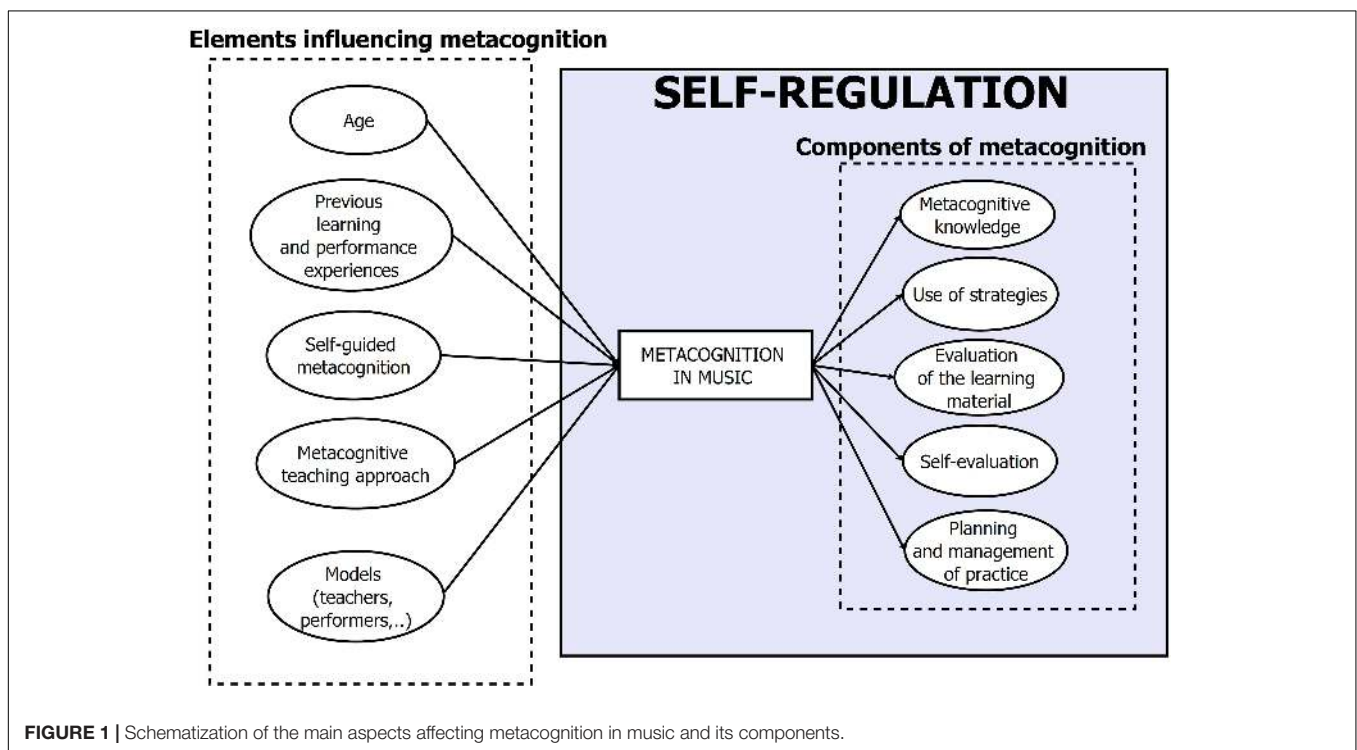 Elements influencing metacognition
Age
Previous
learning
and performance
experiences
Self-guided
metacognition
Metacognitive
teaching approach
Models
(teachers,
performers,..)
SELF-REGULATION
METACOGNITION
IN MUSIC
Components of metacognition
Metacognitive
knowledge
Use of strategies
Evaluation
of the learning
material
Self-evaluation
Planning
and management
of practice
FIGURE 1 | Schematization of the main aspects affecting metacognition in music and its components.